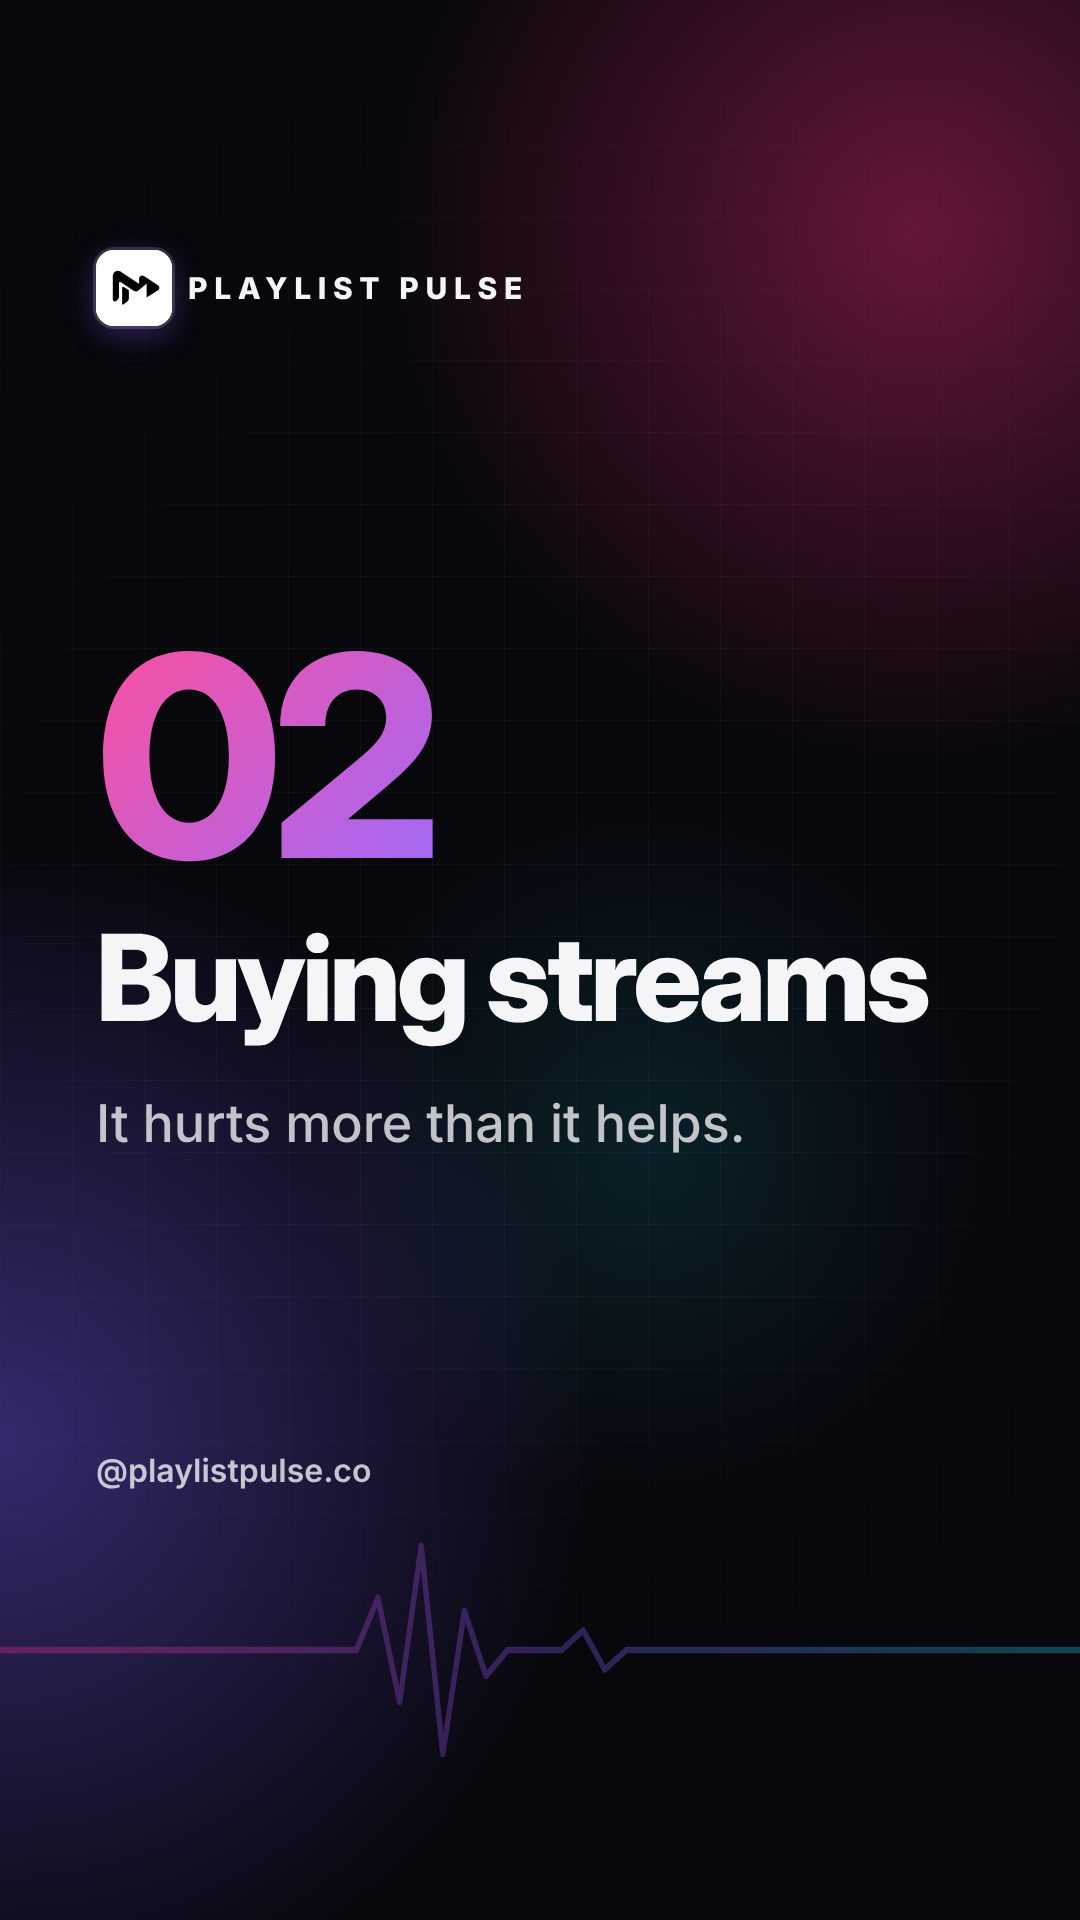 PLAYLIST PULSE
02
Buying streams
It hurts more than it helps.
@playlistpulse.co